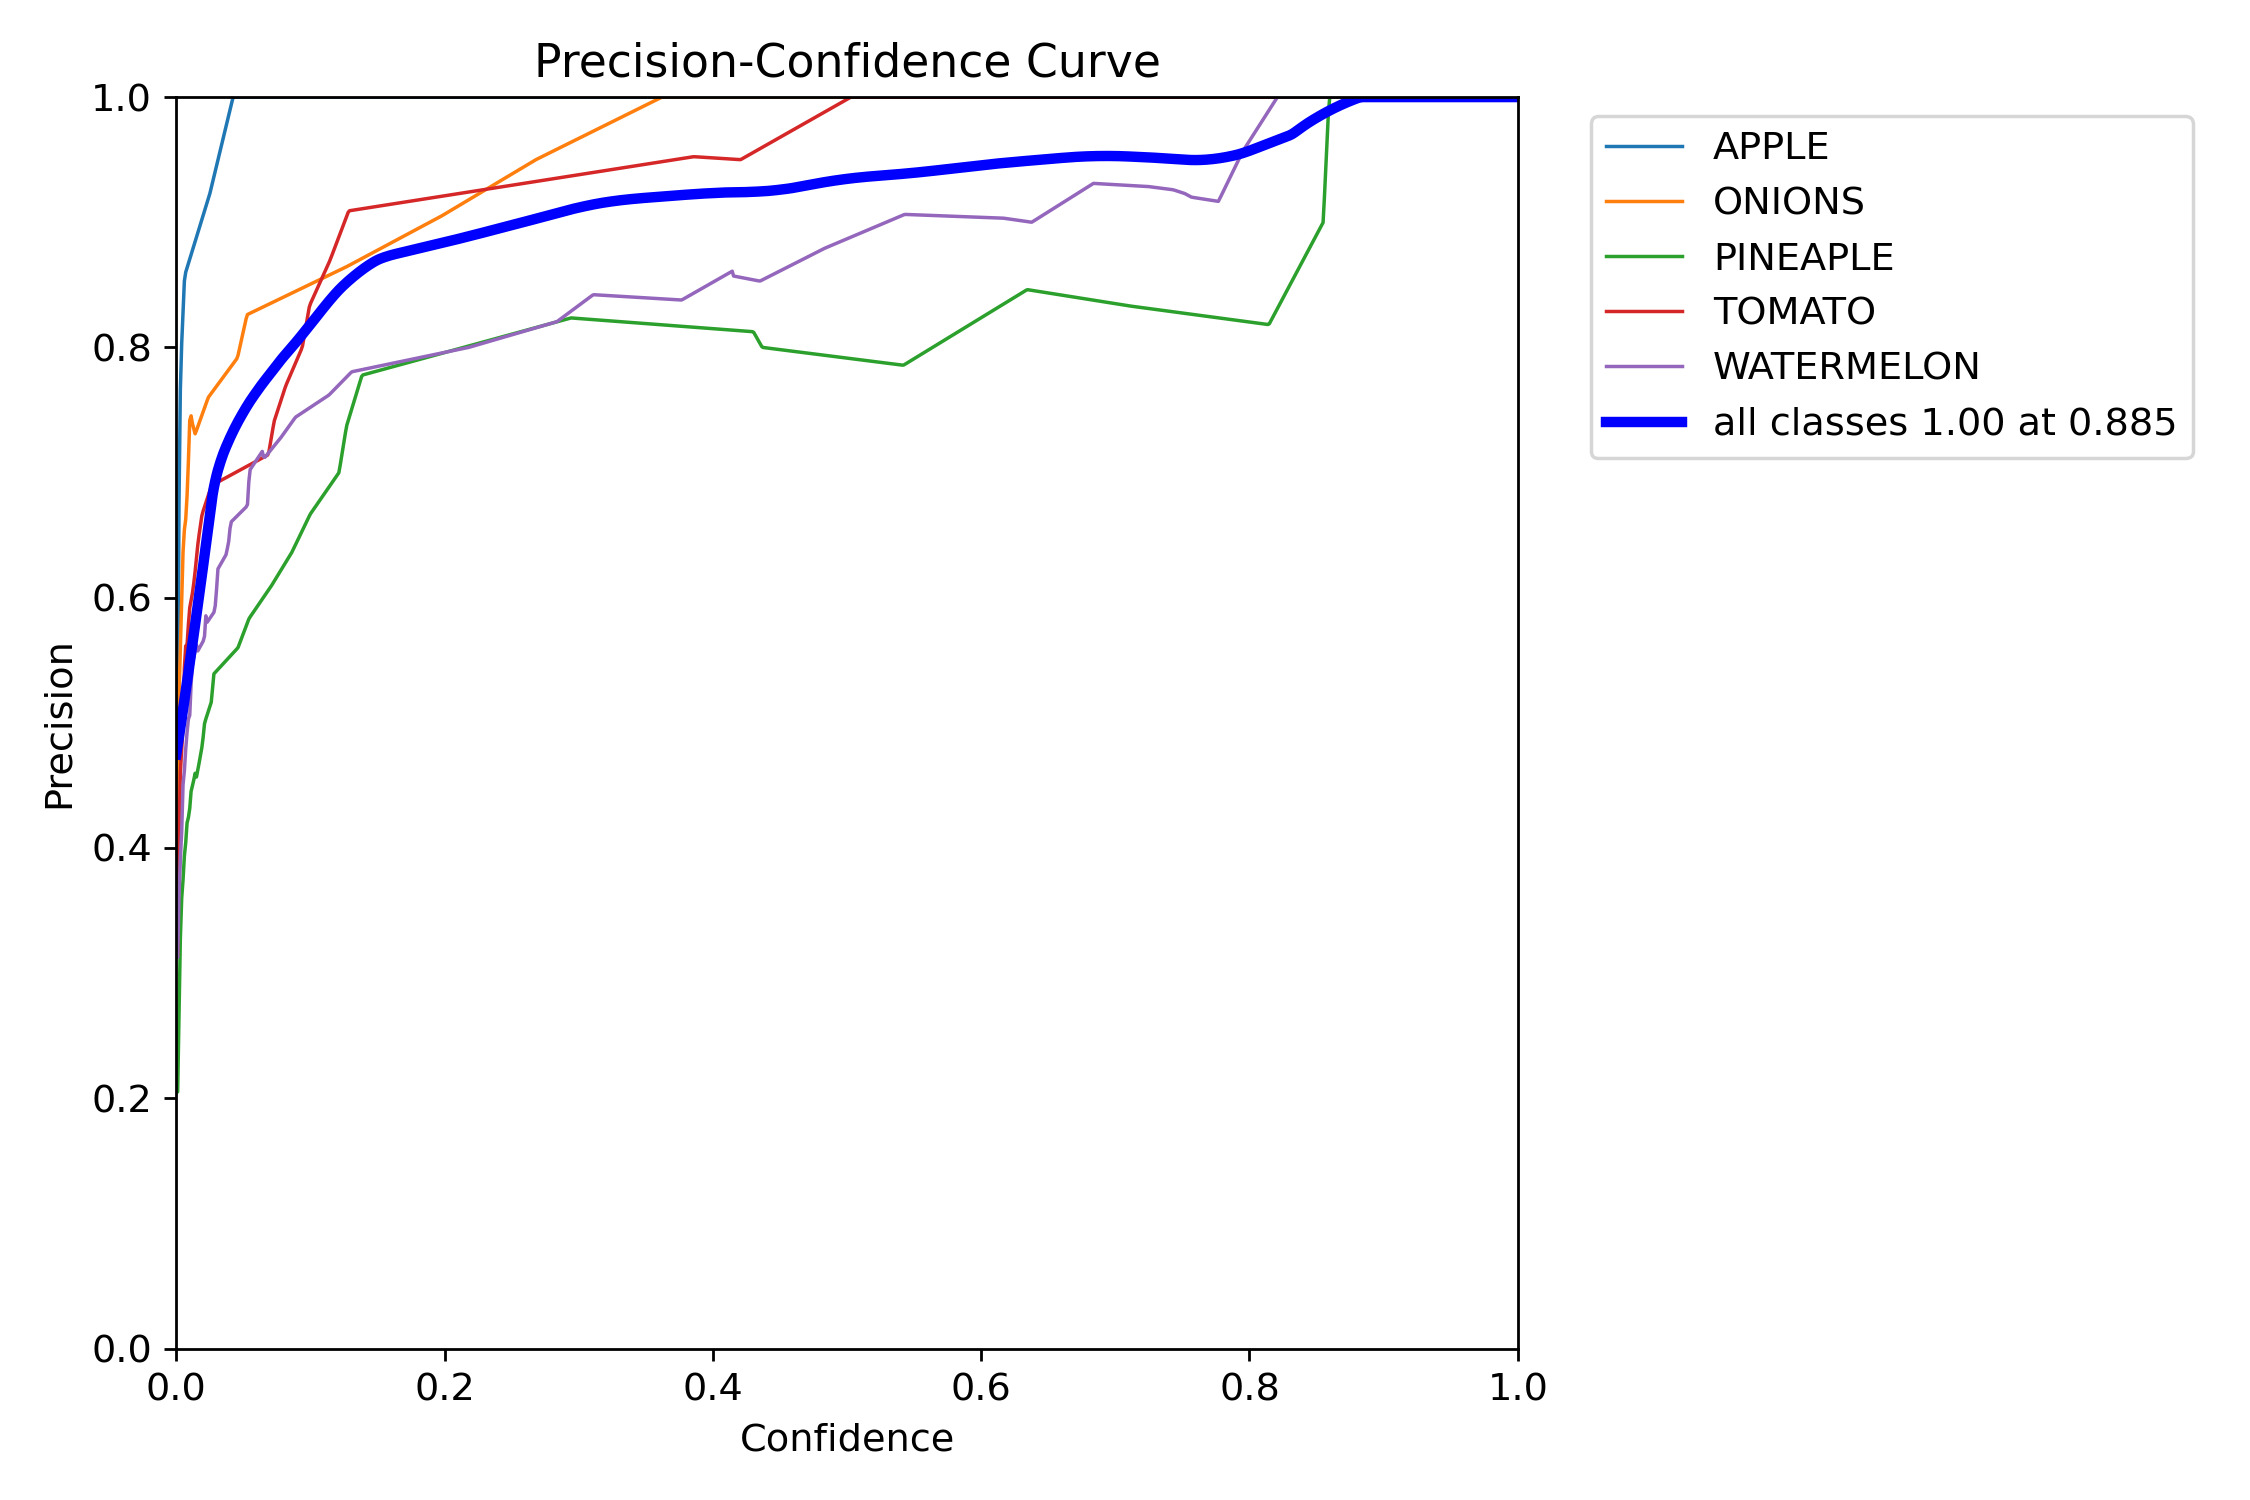 Precision-Confidence Curve
1.0
0.8
0.6
0.4
0.2
0.0
Precision
0.0 0.2 0.4 0.6 0.8 1.0
Confidence
APPLE
ONIONS
PINEAPLE
TOMATO
WATERMELON
all classes 1.00 at 0.885